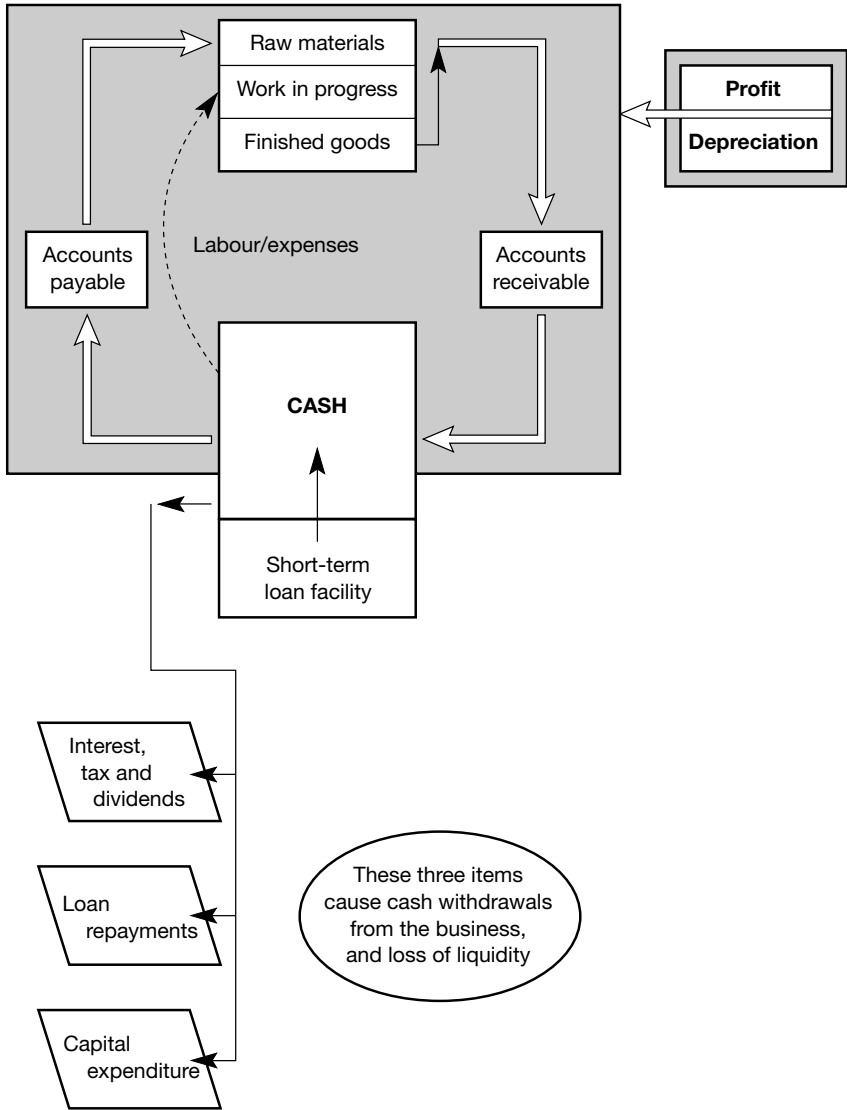 Raw materials
Work in progress
Finished goods
Profit
Depreciation
Labour/expenses
Accounts
payable
Accounts
receivable
CASH
Short-term
loan facility
Interest,
tax and
dividends
Loan
repayments
Capital
expenditure
These three items
cause cash withdrawals
from the business,
and loss of liquidity